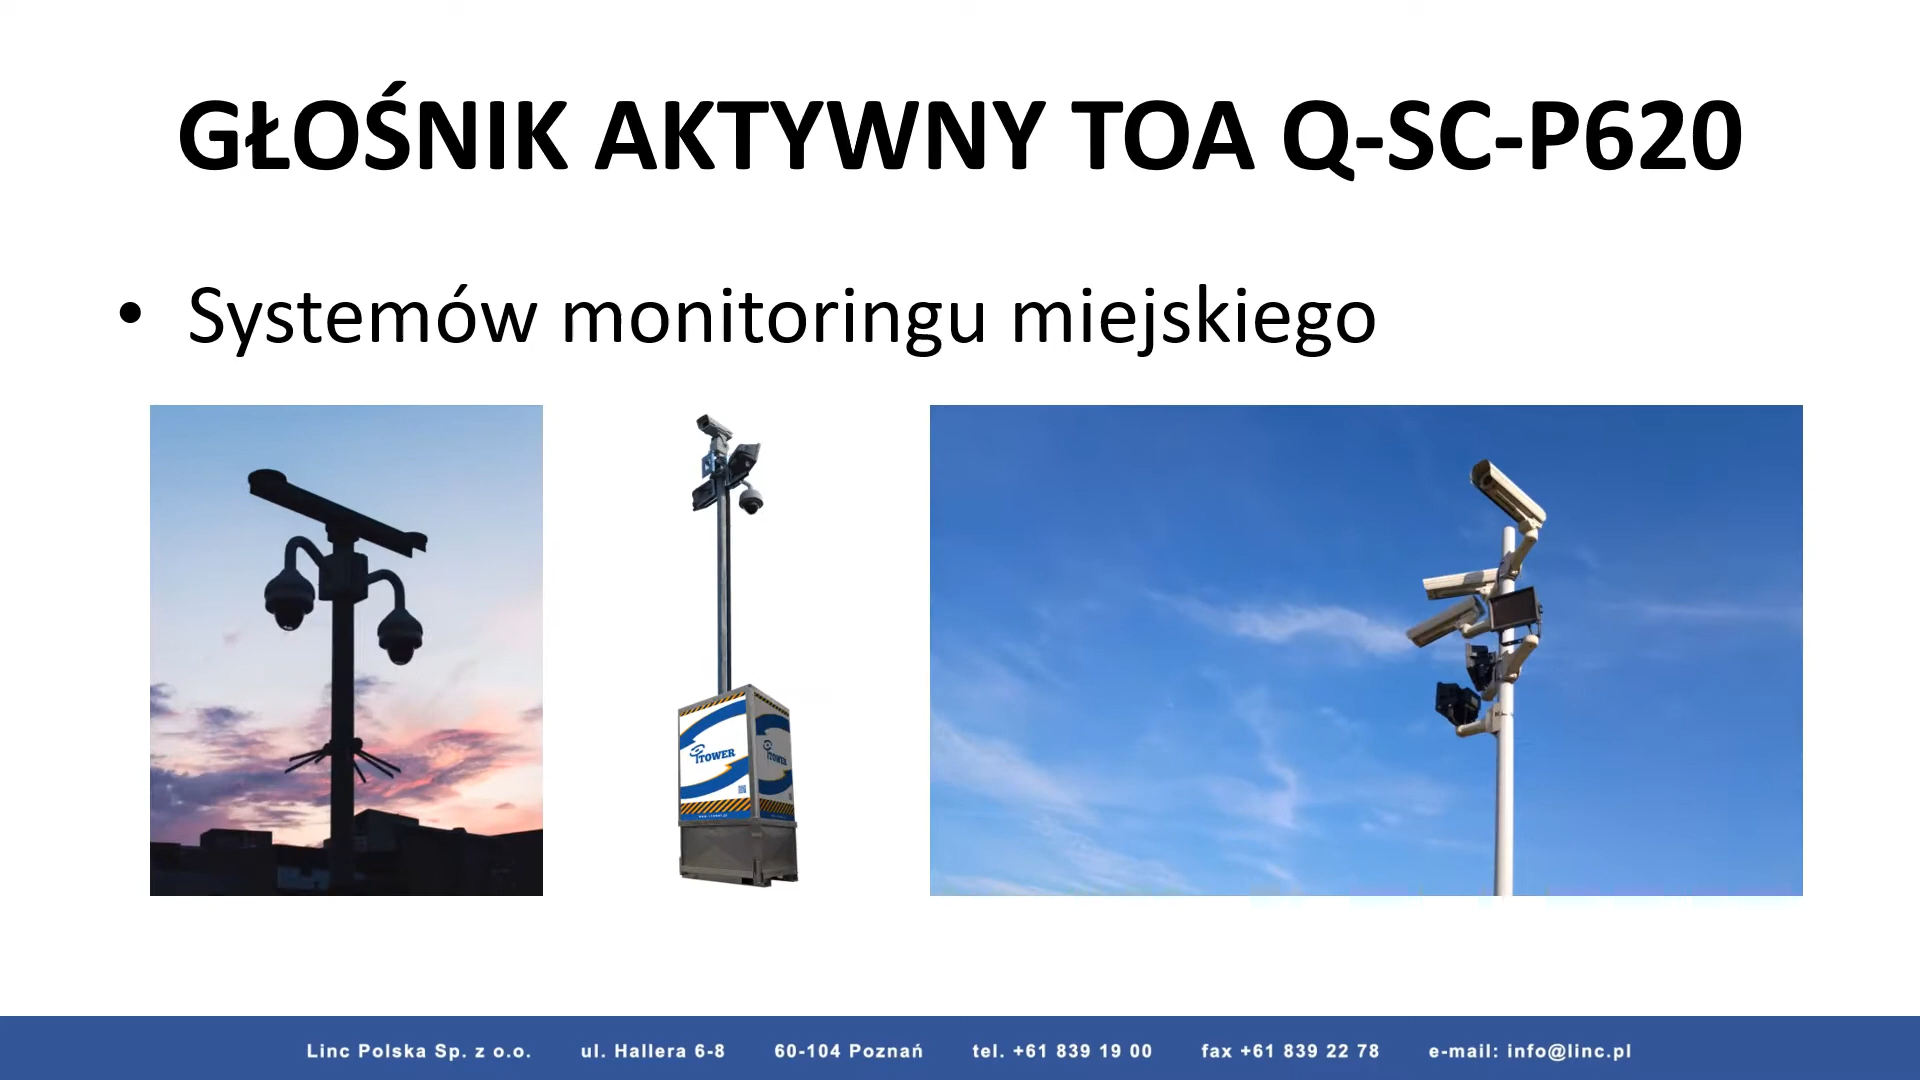 GŁOŚNIK AKTYWNY TOA Q-SC-P620
• Systemów monitoringu miejskiego
iTOWER
iTOWER
Linc Polska Sp. z o.o. ul. Hallera 6-8 60-104 Poznań tel. +61 839 19 00 fax +61 839 22 78 e-mail: info@linc.pl